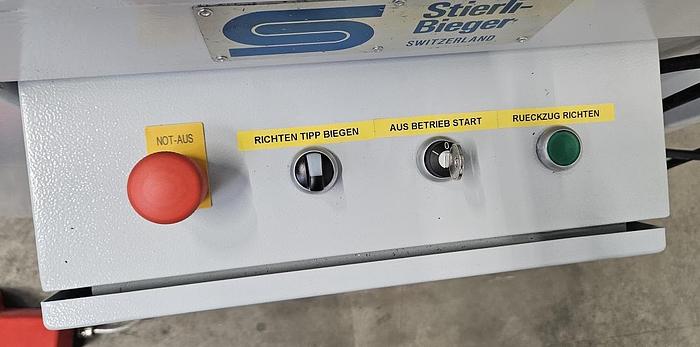 Stierli-
Bieger
SWITZERLAND
NOT-AUS
RICHTEN TIPP BIEGEN
AUS BETRIEB START
RUECKZUG RICHTEN
0